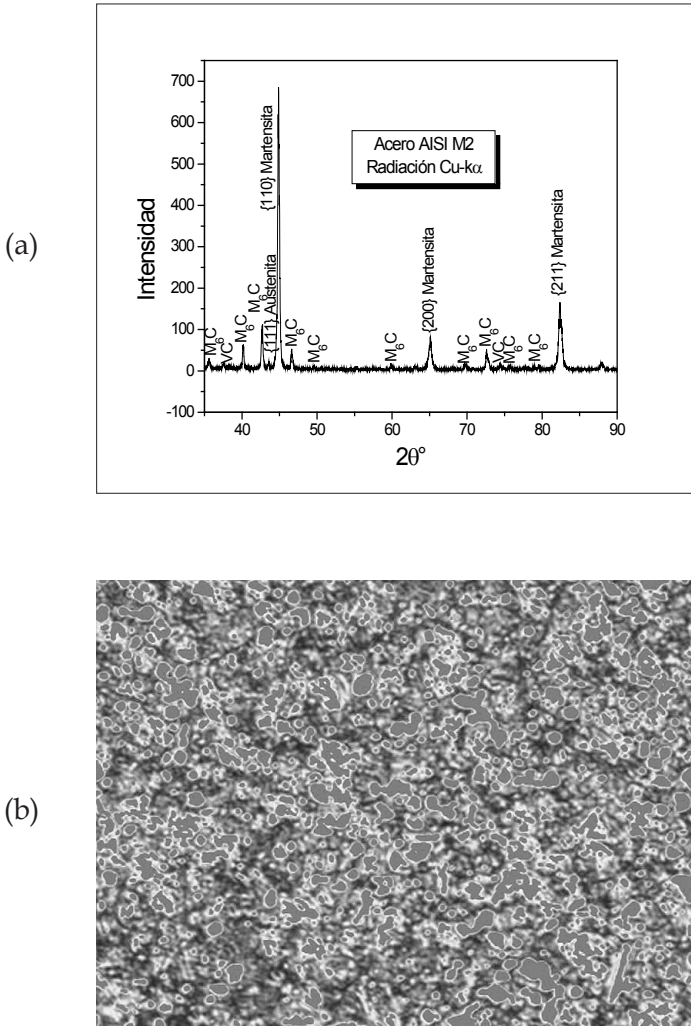 (a)
Intensidad
700
600
500
400
300
200
100
0
-100
Acero AISI M2
Radiación Cu-kα
M₆C
VC
M₆C
M₆C
{111} Austenita
{110} Martensita
M₆C
M₆C
M₆C
{200} Martensita
M₆C
M₆C
VC
M₆C
M₆C
{211} Martensita
40 50 60 70 80 90
2θ°
(b)